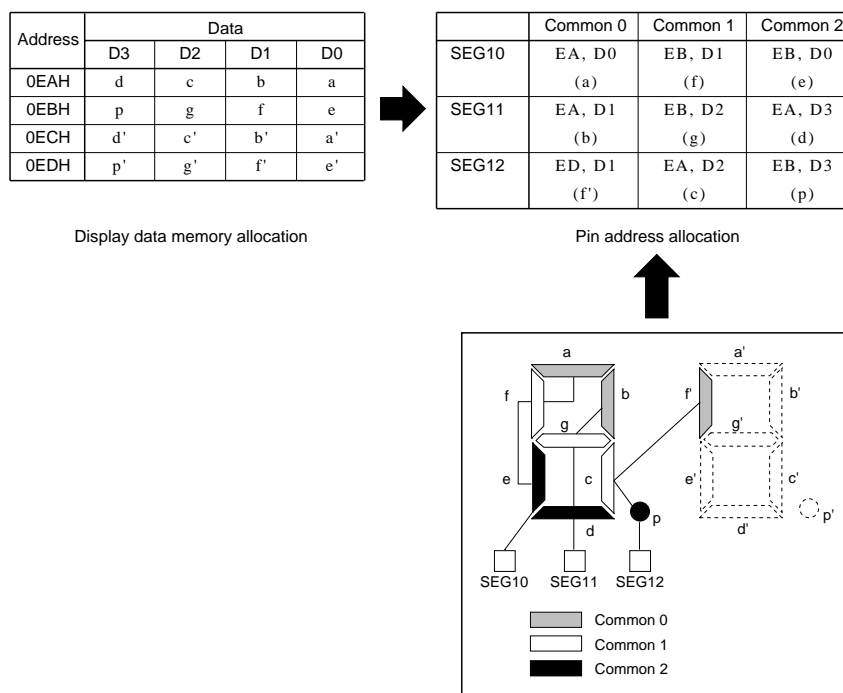 Address Data
D3 D2 D1 D0
0EAH d c b a
0EBH p g f e
0ECH d' c' b' a'
0EDH p' g' f' e'
Display data memory allocation
Common 0 Common 1 Common 2
SEG10 EA, D0 EB, D1 EB, D0
(a) (f) (e)
SEG11 EA, D1 EB, D2 EA, D3
(b) (g) (d)
SEG12 ED, D1 EA, D2 EB, D3
(f') (c) (p)
Pin address allocation
a a'
f b f' b'
g g'
e c e' c'
d p d' p'
SEG10 SEG11 SEG12
Common 0
Common 1
Common 2